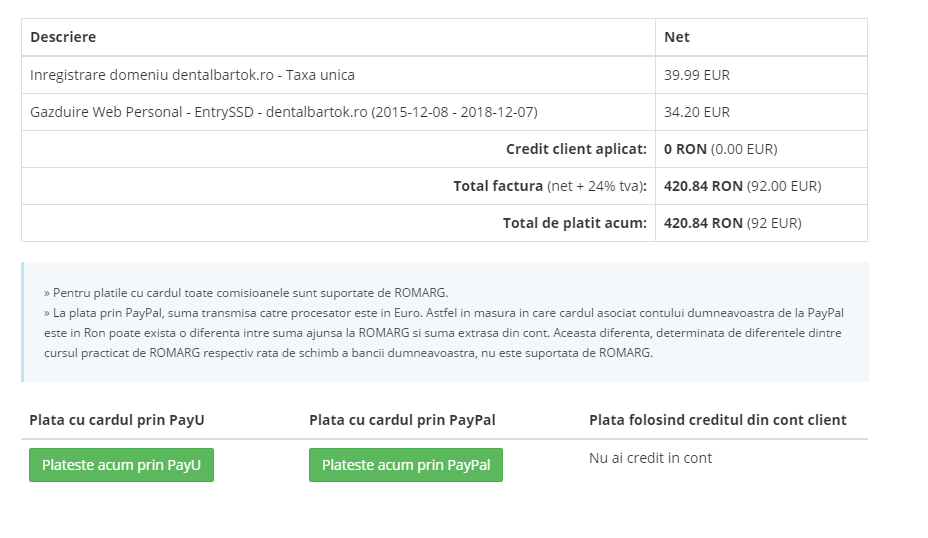 Descriere Net
Inregistrare domeniu dentalbartok.ro - Taxa unica 39.99 EUR
Gazduire Web Personal - EntrySSD - dentalbartok.ro (2015-12-08 - 2018-12-07) 34.20 EUR
Credit client aplicat: 0 RON (0.00 EUR)
Total factura (net + 24% tva): 420.84 RON (92.00 EUR)
Total de platit acum: 420.84 RON (92 EUR)
» Pentru platile cu cardul toate comisioanele sunt suportate de ROMARG.
» La plata prin PayPal, suma transmisa catre procesator este in Euro. Astfel in masura in care cardul asociat contului dumneavoastra de la PayPal
este in Ron poate exista o diferenta intre suma ajunsa la ROMARG si suma extrasa din cont. Aceasta diferenta, determinata de diferentele dintre
cursul practicat de ROMARG respectiv rata de schimb a bancii dumneavoastra, nu este suportata de ROMARG.
Plata cu cardul prin PayU Plata cu cardul prin PayPal Plata folosind creditul din cont client
Plateste acum prin PayU Plateste acum prin PayPal Nu ai credit in cont